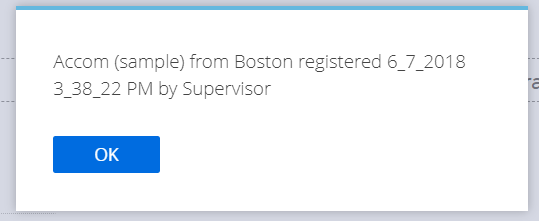 Accom (sample) from Boston registered 6_7_2018
3_38_22 PM by Supervisor
OK